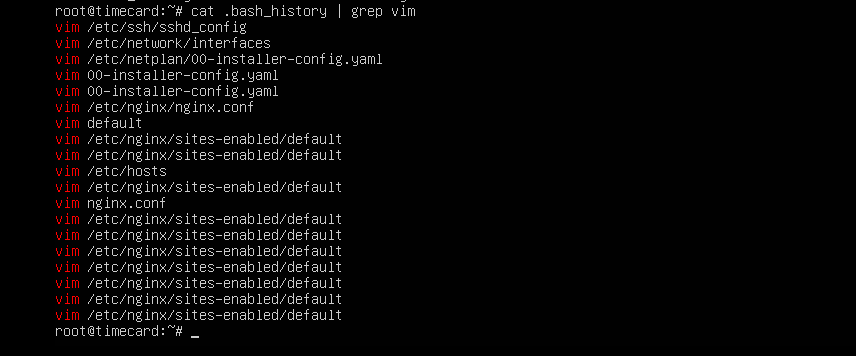 root@timecard:~# cat .bash_history | grep vim
vim /etc/ssh/sshd_config
vim /etc/network/interfaces
vim /etc/netplan/00-installer-config.yaml
vim 00-installer-config.yaml
vim 00-installer-config.yaml
vim /etc/nginx/nginx.conf
vim default
vim /etc/nginx/sites-enabled/default
vim /etc/nginx/sites-enabled/default
vim /etc/hosts
vim /etc/nginx/sites-enabled/default
vim nginx.conf
vim /etc/nginx/sites-enabled/default
vim /etc/nginx/sites-enabled/default
vim /etc/nginx/sites-enabled/default
vim /etc/nginx/sites-enabled/default
vim /etc/nginx/sites-enabled/default
vim /etc/nginx/sites-enabled/default
vim /etc/nginx/sites-enabled/default
root@timecard:~# _